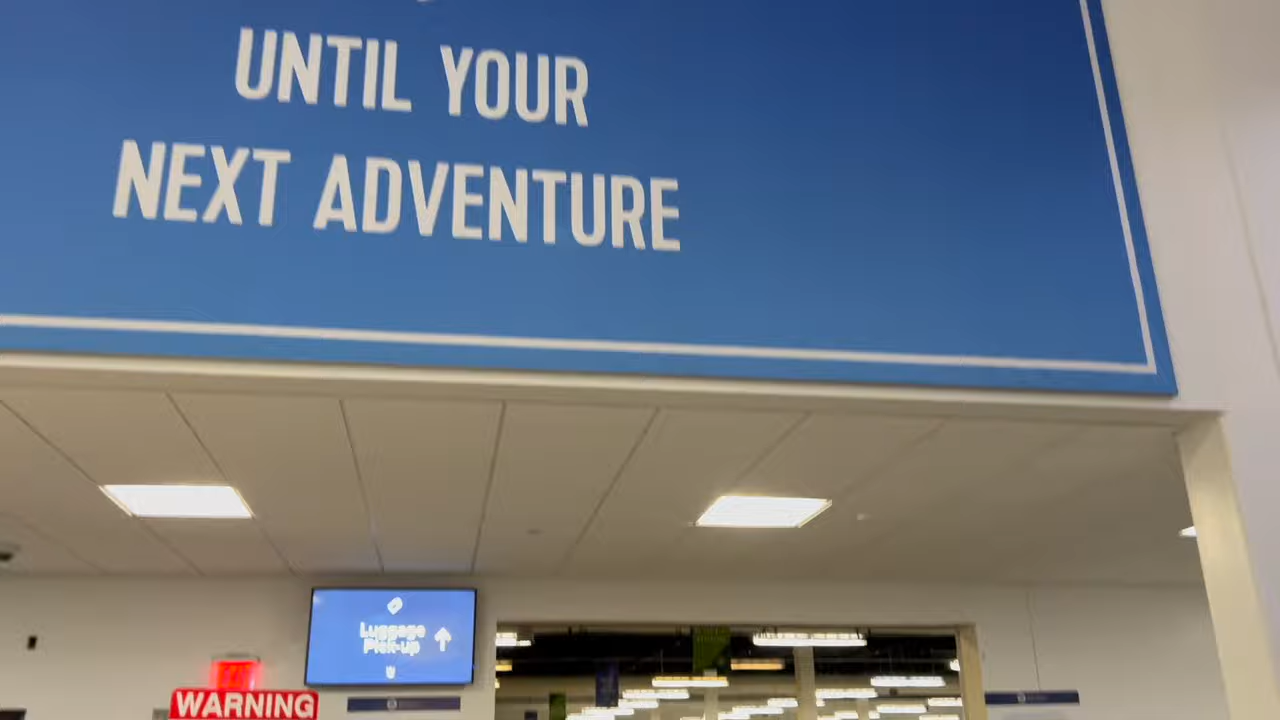 UNTIL YOUR
NEXT ADVENTURE
Luggage
Pick-up
WARNING